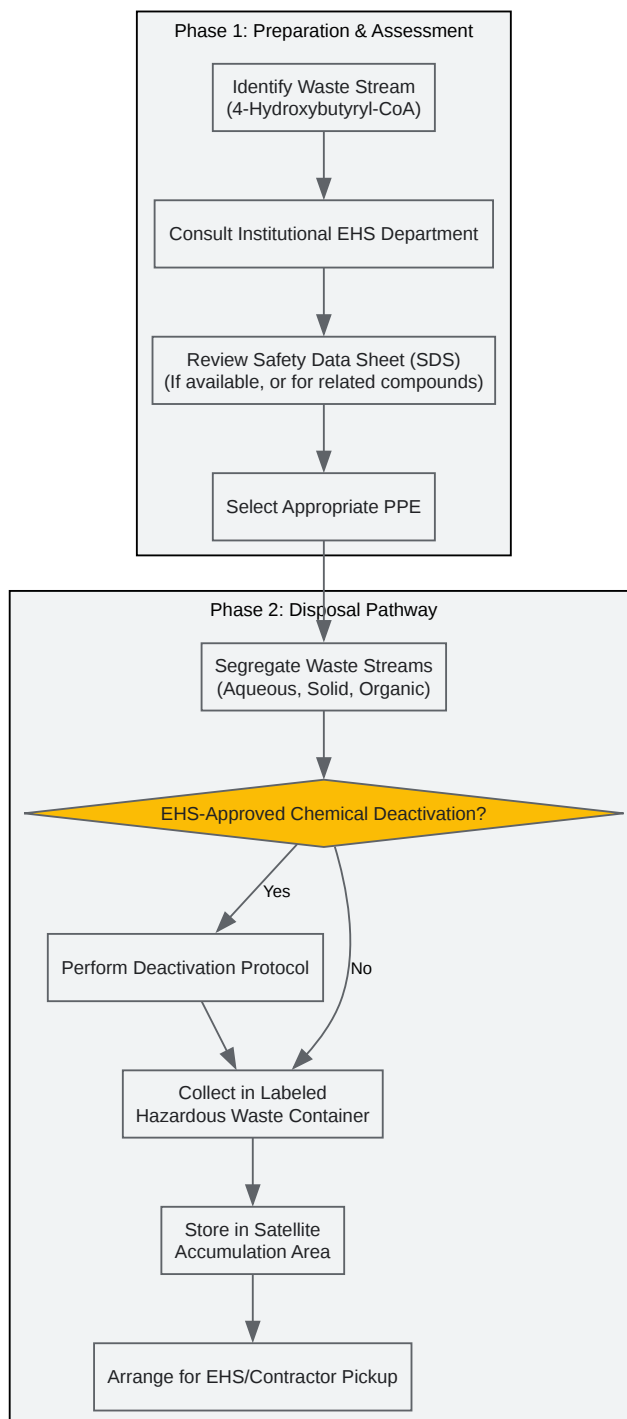 Phase 1: Preparation & Assessment
Identify Waste Stream
(4-Hydroxybutyryl-CoA)
Consult Institutional EHS Department
Review Safety Data Sheet (SDS)
(If available, or for related compounds)
Select Appropriate PPE
Phase 2: Disposal Pathway
Segregate Waste Streams
(Aqueous, Solid, Organic)
EHS-Approved Chemical Deactivation?
Yes
Perform Deactivation Protocol
No
Collect in Labeled
Hazardous Waste Container
Store in Satellite
Accumulation Area
Arrange for EHS/Contractor Pickup